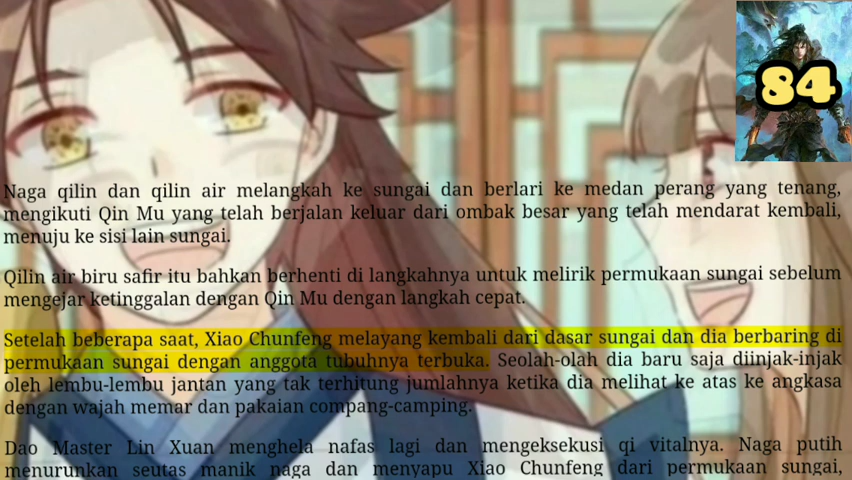 84
Naga qilin dan qilin air melangkah ke sungai dan berlari ke medan perang yang tenang,
mengikuti Qin Mu yang telah berjalan keluar dari ombak besar yang telah mendarat kembali,
menuju ke sisi lain sungai.
Qilin air biru safir itu bahkan berhenti di langkahnya untuk melirik permukaan sungai sebelum
mengejar ketinggalan dengan Qin Mu dengan langkah cepat.
Setelah beberapa saat, Xiao Chunfeng melayang kembali dari dasar sungai dan dia berbaring di
permukaan sungai dengan anggota tubuhnya terbuka. Seolah-olah dia baru saja diinjak-injak
oleh lembu-lembu jantan yang tak terhitung jumlahnya ketika dia melihat ke atas ke angkasa
dengan wajah memar dan pakaian compang-camping.
Dao Master Lin Xuan menghela nafas lagi dan mengeksekusi qi vitalnya. Naga putih
menurunkan seutas manik naga dan menyapu Xiao Chunfeng dari permukaan sungai,